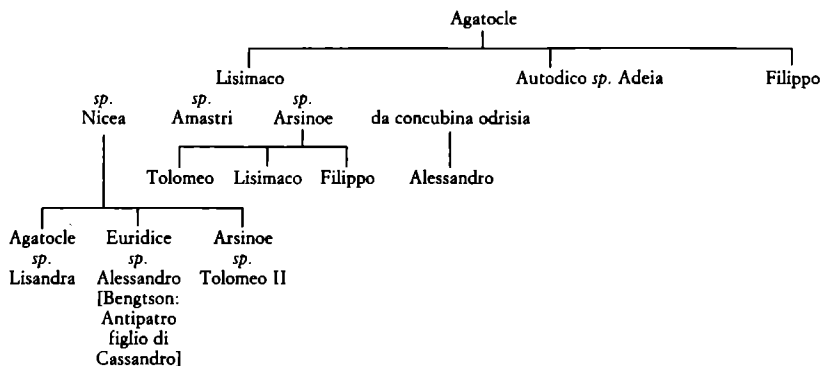 Agatocle
Lisimaco Autodico sp. Adeia Filippo
sp. sp. sp.
Nicea Amastri Arsinoe da concubina odrisia
Tolomeo Lisimaco Filippo Alessandro
Agatocle Euridice Arsinoe
sp. sp. sp.
Lisandra Alessandro Tolomeo II
[Bengtson:
Antipatro
figlio di
Cassandro]